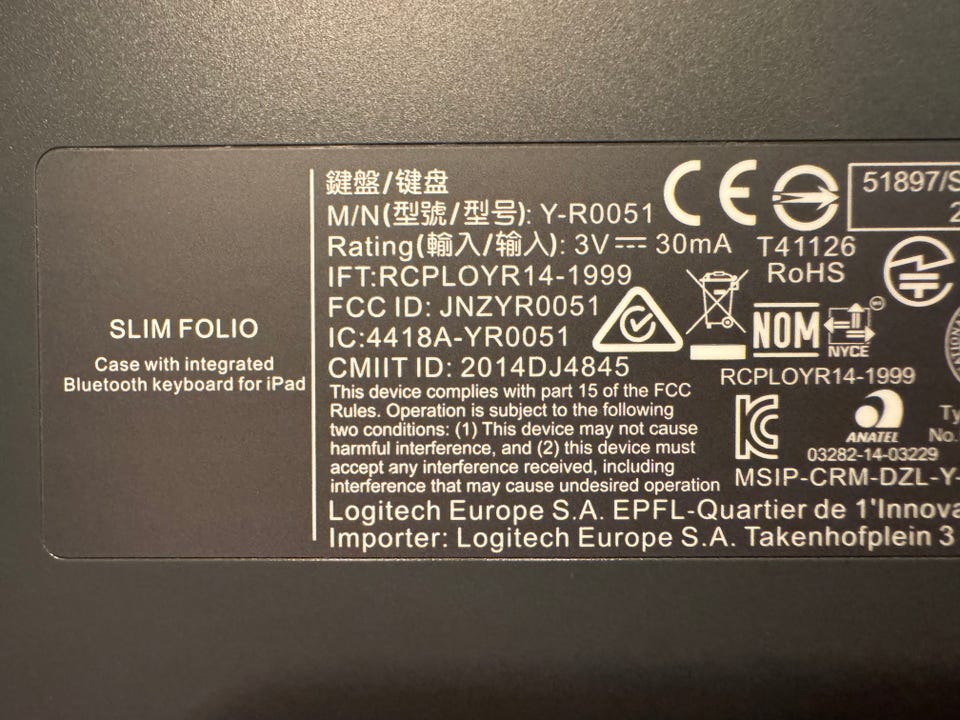 SLIM FOLIO
Case with integrated
Bluetooth keyboard for iPad
鍵盤/键盘
M/N(型號/型号): Y-R0051
Rating(輸入/输入): 3V⎓ 30mA
IFT:RCPLOYR14-1999
FCC ID: JNZYR0051
IC:4418A-YR0051
CMIIT ID: 2014DJ4845
This device complies with part 15 of the FCC
Rules. Operation is subject to the following
two conditions: (1) This device may not cause
harmful interference, and (2) this device must
accept any interference received, including
interference that may cause undesired operation
Logitech Europe S.A. EPFL-Quartier de 1'Innova
Importer: Logitech Europe S.A. Takenhofplein 3
CE
51897/S
2
T41126
RoHS
NOM
NYCE
RCPLOYR14-1999
ANATEL
03282-14-03229
Ty
No.
MSIP-CRM-DZL-Y-